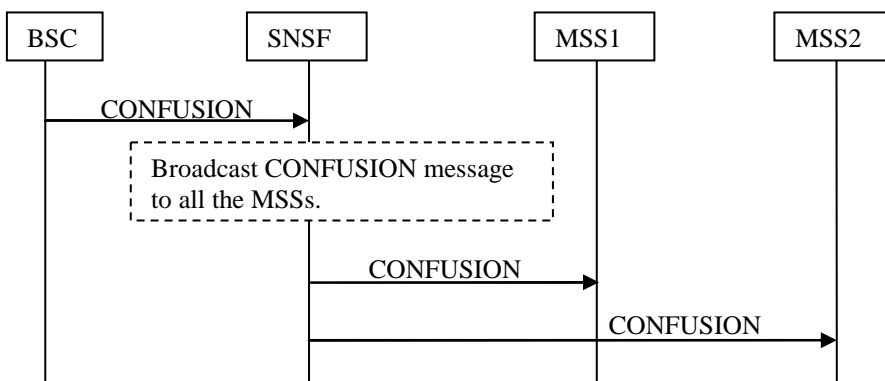 BSC SNSF MSS1 MSS2
CONFUSION
Broadcast CONFUSION message
to all the MSSs.
CONFUSION
CONFUSION